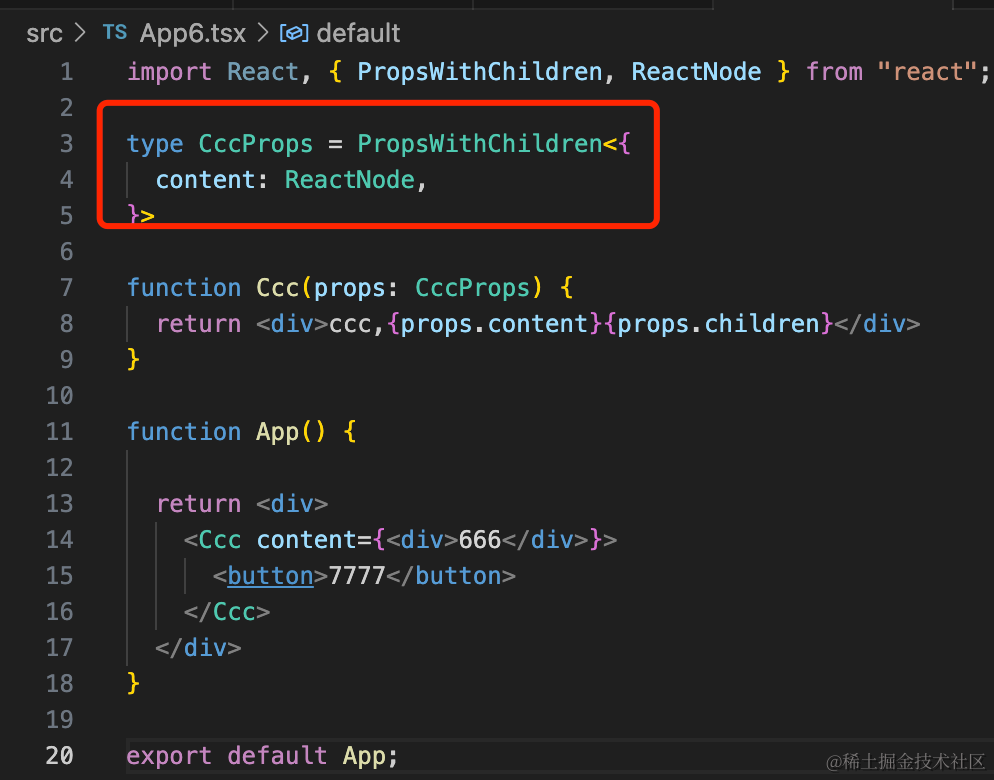 src > TS App6.tsx > default
1 import React, { PropsWithChildren, ReactNode } from "react";
2
3 type CccProps = PropsWithChildren<{
4   content: ReactNode,
5 }>
6
7 function Ccc(props: CccProps) {
8   return <div>ccc,{props.content}{props.children}</div>
9 }
10
11 function App() {
12
13   return <div>
14     <Ccc content={<div>666</div>}>
15       <button>7777</button>
16     </Ccc>
17   </div>
18 }
19
20 export default App;
@稀土掘金技术社区